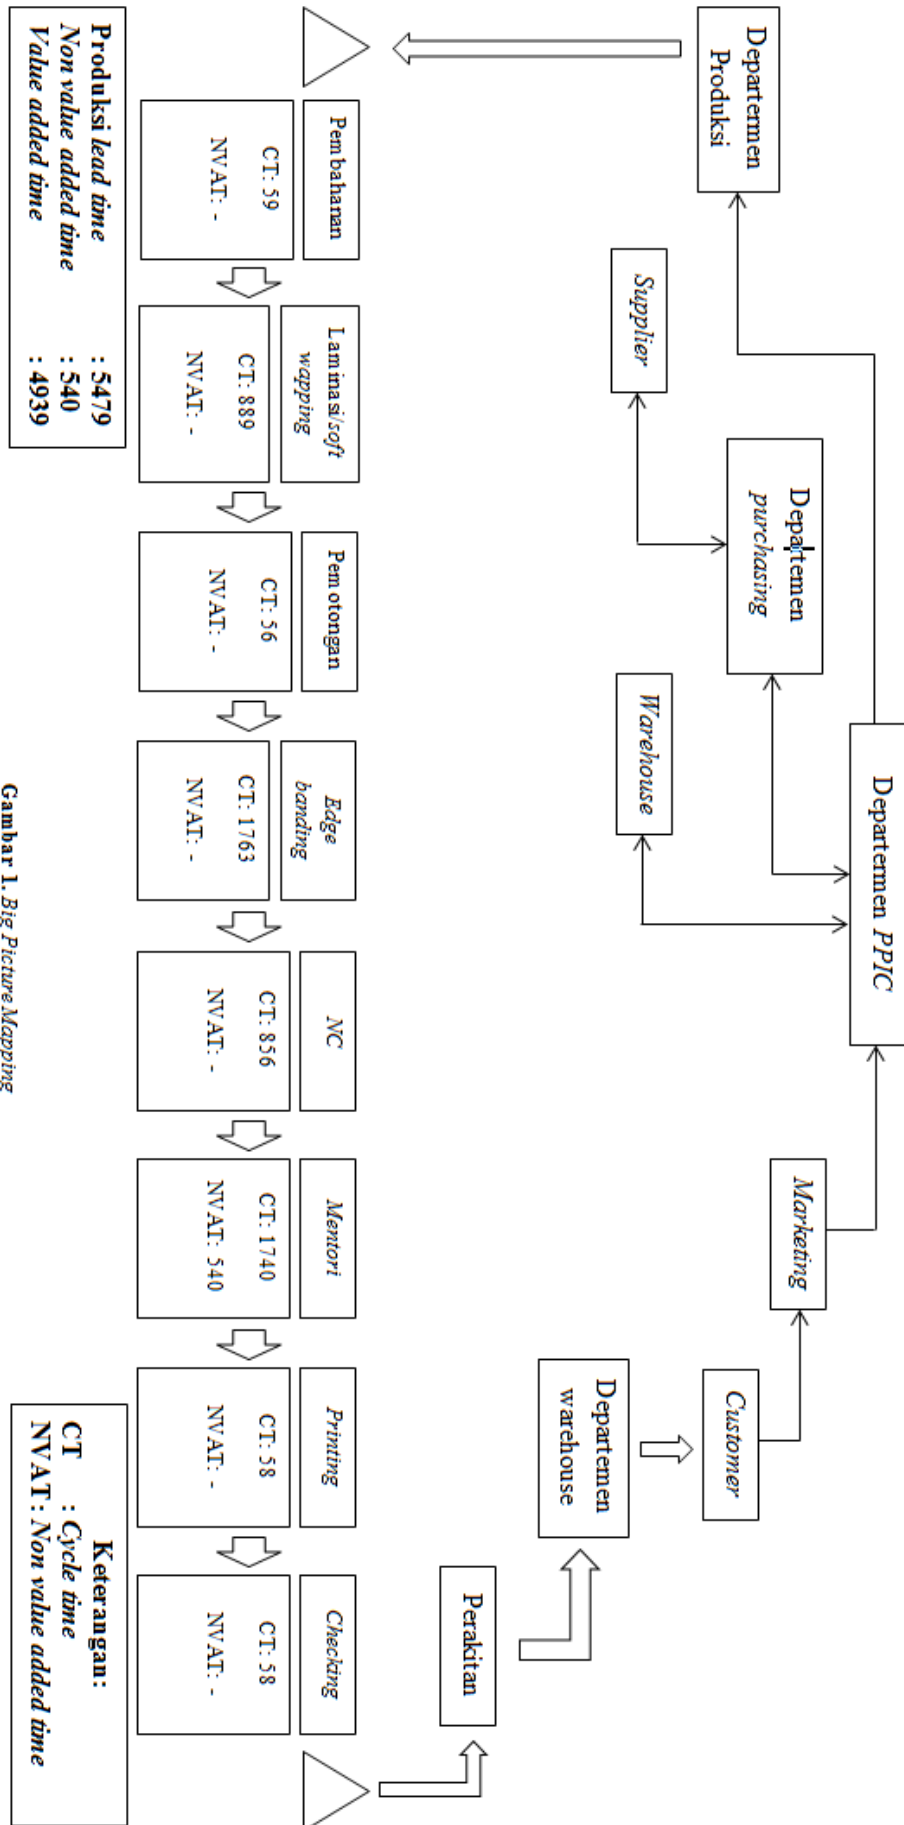 Departermen PPIC
Marketing
Departermen
Produksi
Departemen
purchasing
Customer
Supplier
Warehouse
Departemen
warehouse
Perakitan
Pembahanan
CT: 59
NVAT: -
Laminasi/soft
wapping
CT: 889
NVAT: -
Pemotongan
CT: 56
NVAT: -
Edge
banding
CT: 1763
NVAT: -
NC
CT: 856
NVAT: -
Mentori
CT: 1740
NVAT: 540
Printing
CT: 58
NVAT: -
Checking
CT: 58
NVAT: -
Produksi lead time : 5479
Non value added time : 540
Value added time : 4939
Keterangan:
CT : Cycle time
NVAT : Non value added time
Gambar 1. Big Picture Mapping